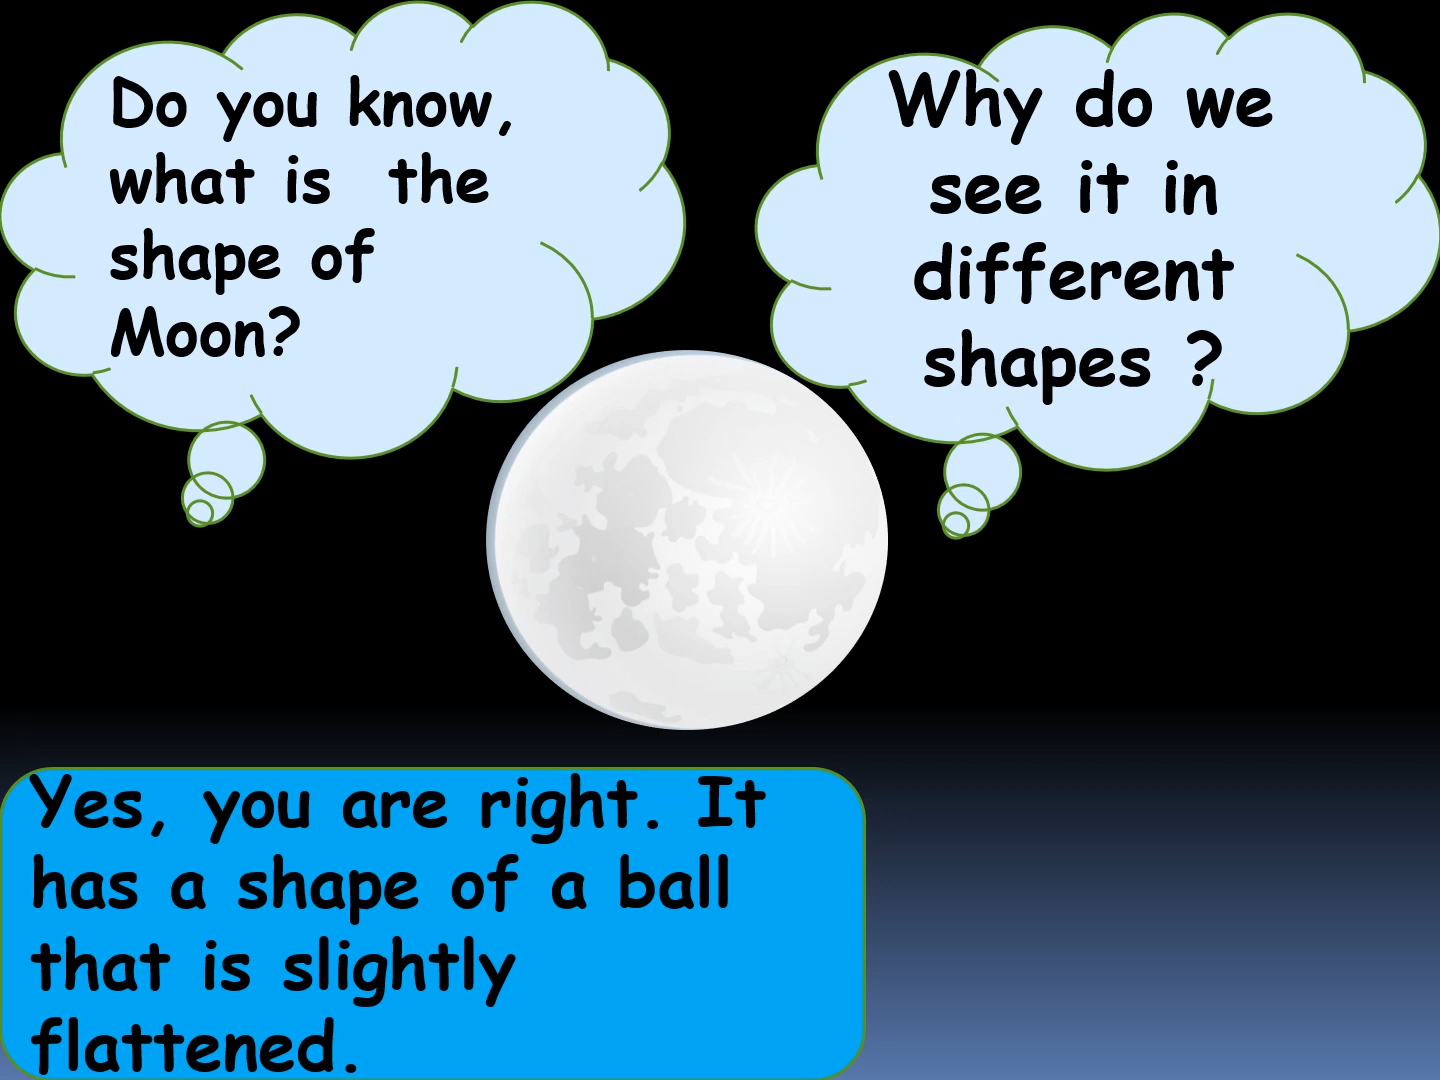 Do you know,
what is the
shape of
Moon?
Why do we
see it in
different
shapes ?
Yes, you are right. It
has a shape of a ball
that is slightly
flattened.